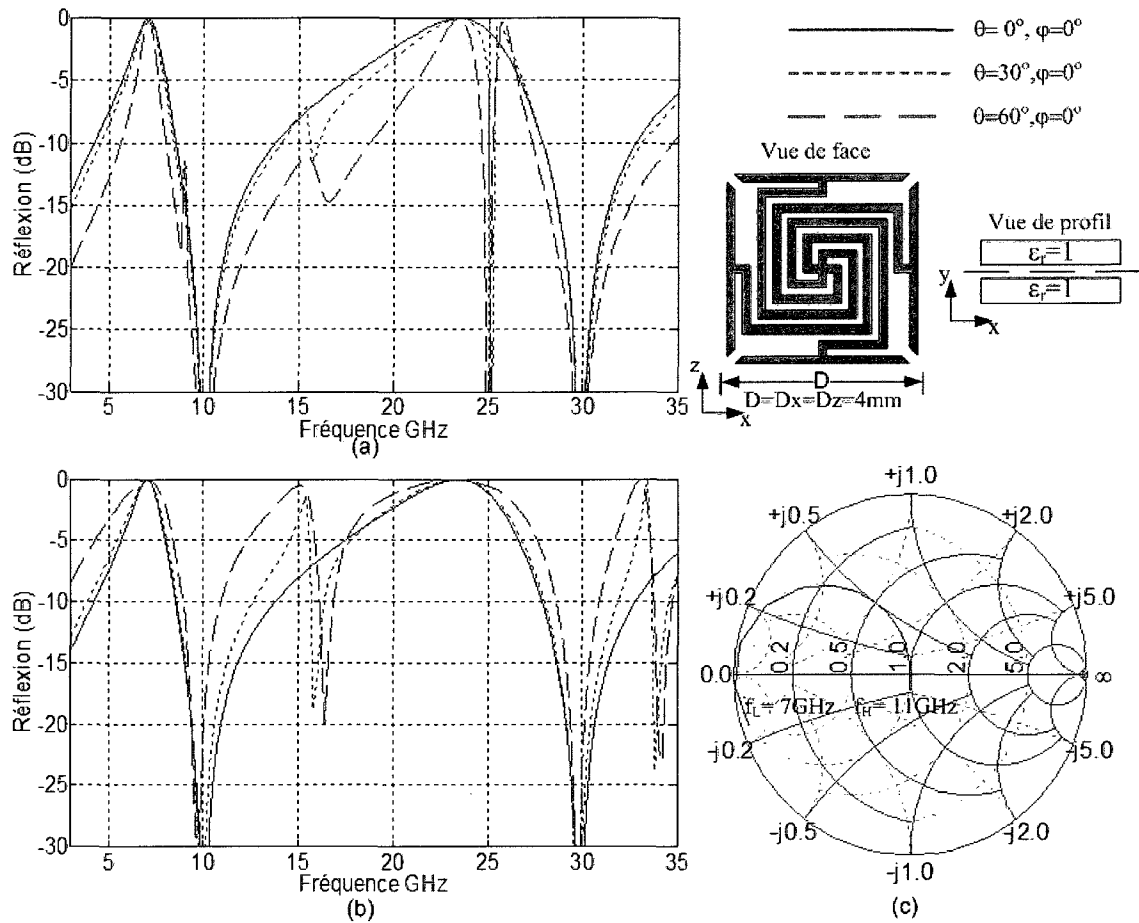 0
-5
-10
-15
-20
-25
-30
Réflexion (dB)
5 10 15 20 25 30 35
Fréquence GHz
(a)
θ= 0°, φ=0°
θ=30°,φ=0°
θ=60°,φ=0°
Vue de face
Vue de profil
εr=1
εr=1
y
x
z
x
D
D=Dx=Dz=4mm
0
-5
-10
-15
-20
-25
-30
Réflexion (dB)
5 10 15 20 25 30 35
Fréquence GHz
(b)
+j1.0
+j0.5 +j2.0
+j0.2 +j5.0
0.0 0.2 0.5 1.0 2.0 5.0 ∞
fL= 7GHz fH= 11GHz
-j0.2 -j5.0
-j0.5 -j2.0
-j1.0
(c)